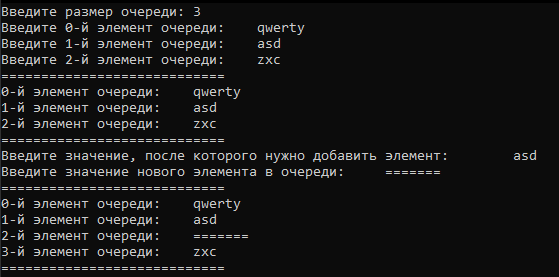 Введите размер очереди: 3
Введите 0-й элемент очереди: qwerty
Введите 1-й элемент очереди: asd
Введите 2-й элемент очереди: zxc
============================
0-й элемент очереди: qwerty
1-й элемент очереди: asd
2-й элемент очереди: zxc
============================
Введите значение, после которого нужно добавить элемент: asd
Введите значение нового элемента в очереди: =======
============================
0-й элемент очереди: qwerty
1-й элемент очереди: asd
2-й элемент очереди: =======
3-й элемент очереди: zxc
============================